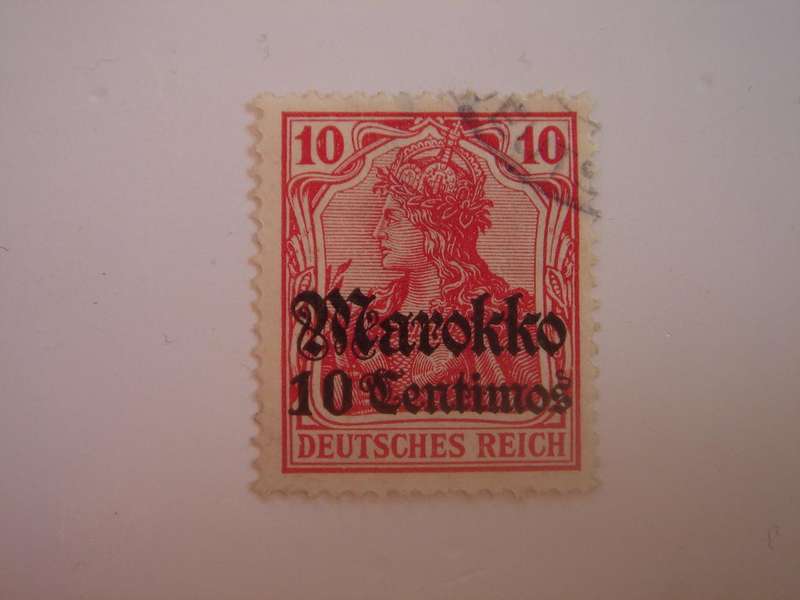 10 10
Marokko
10 Centimos
DEUTSCHES REICH